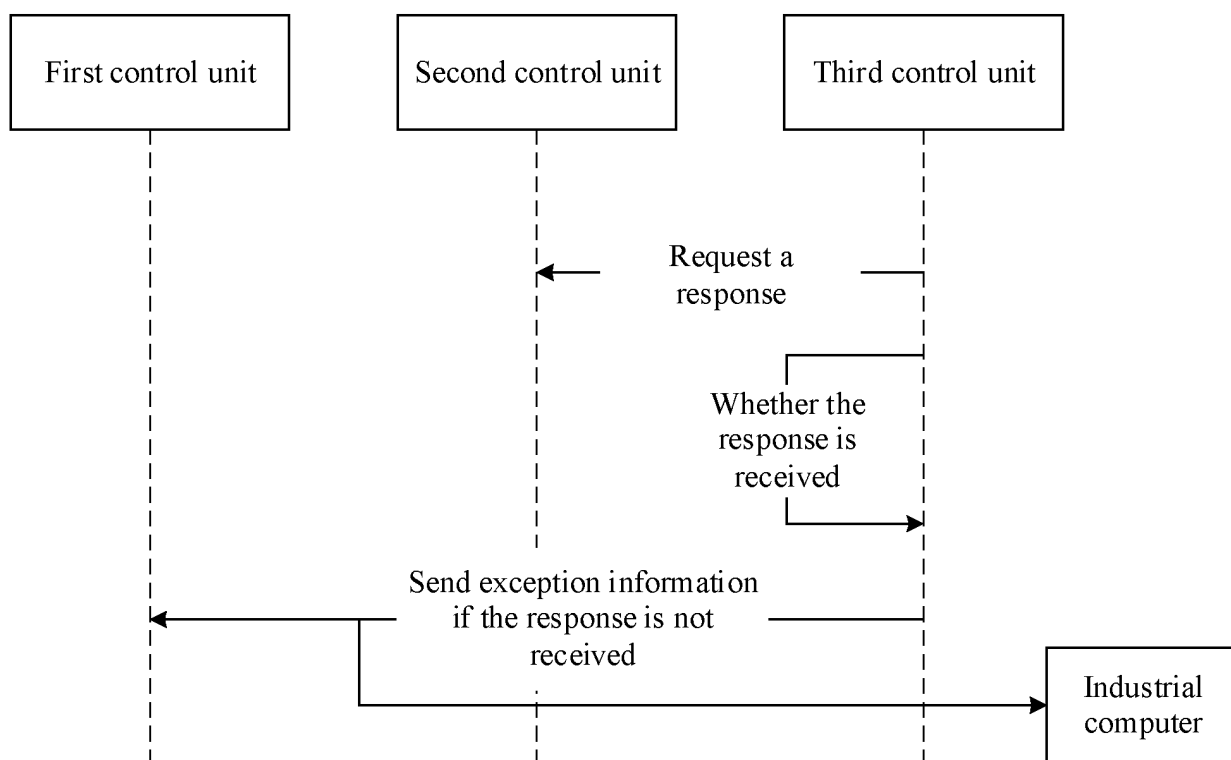 First control unit
Second control unit
Third control unit
Request a
response
Whether the
response is
received
Send exception information
if the response is not
received
Industrial
computer